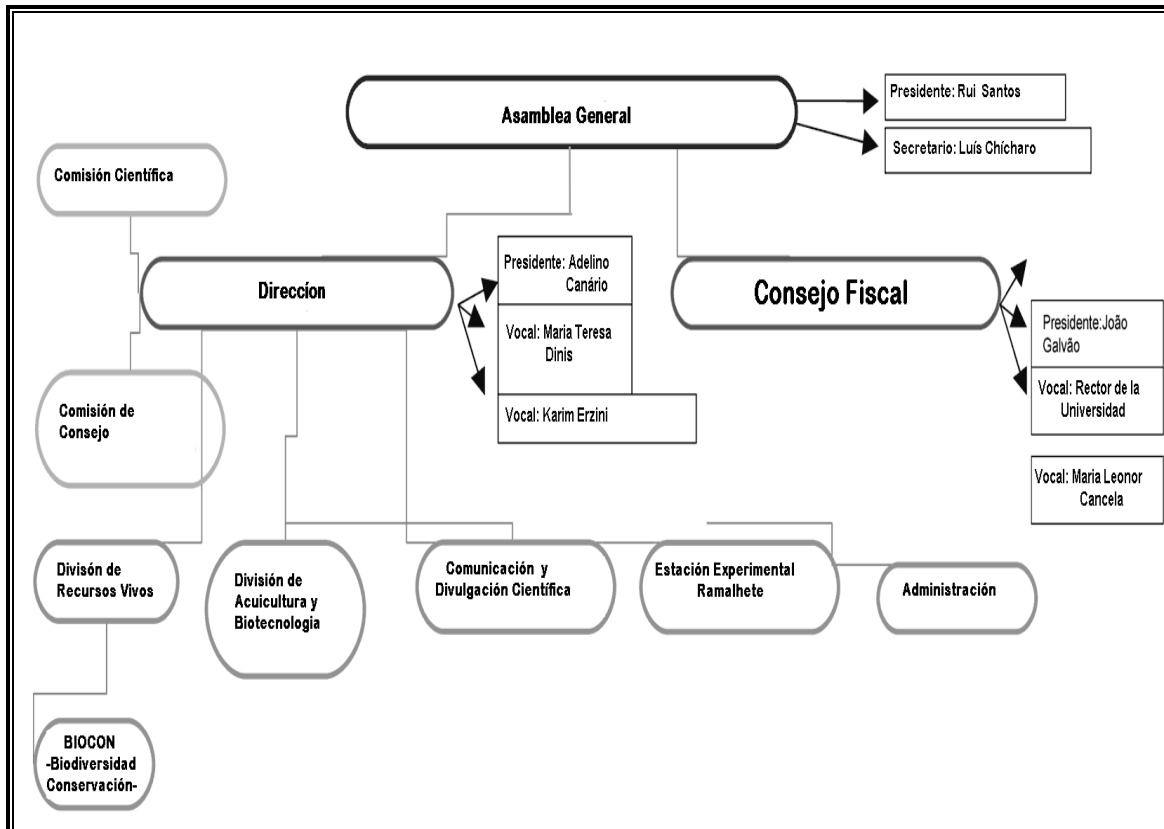 Asamblea General
Presidente: Rui Santos
Secretario: Luís Chícharo
Comisión Científica
Direccíon
Presidente: Adelino
Canário
Vocal: Maria Teresa
Dinis
Vocal: Karim Erzini
Consejo Fiscal
Presidente:João
Galvão
Vocal: Rector de la
Universidad
Vocal: Maria Leonor
Cancela
Comisión de
Consejo
Divisón de
Recursos Vivos
División de
Acuicultura y
Biotecnologia
Comunicación y
Divulgación Científica
Estación Experimental
Ramalhete
Administración
BIOCON
-Biodiversidad
Conservación-